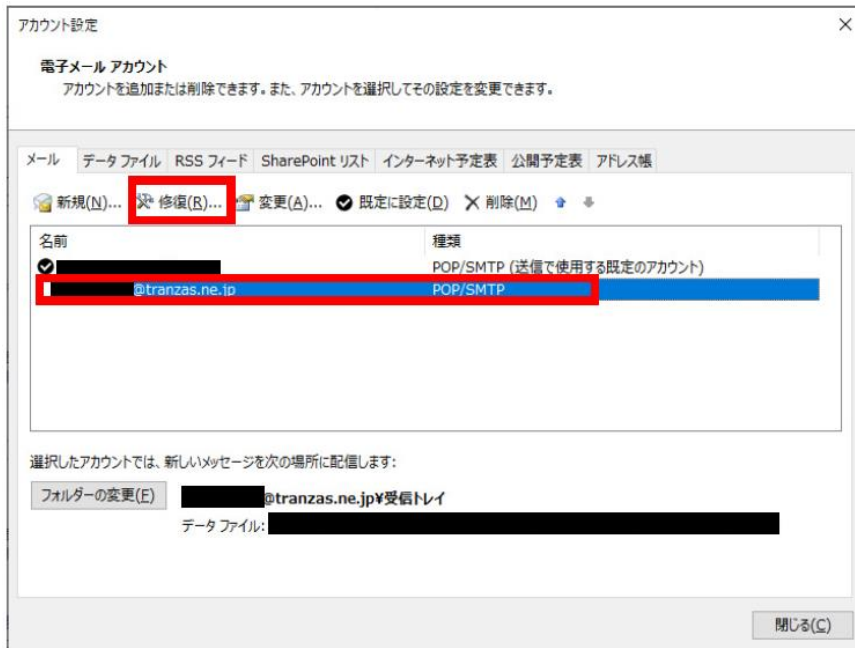 アカウント設定
電子メール アカウント
アカウントを追加または削除できます。また、アカウントを選択してその設定を変更できます。
メール データ ファイル RSS フィード SharePoint リスト インターネット予定表 公開予定表 アドレス帳
新規(N)... 修復(R)... 変更(A)... 既定に設定(D) 削除(M)
名前 種類
POP/SMTP (送信で使用する既定のアカウント)
@tranzas.ne.jp POP/SMTP
選択したアカウントでは、新しいメッセージを次の場所に配信します:
フォルダーの変更(F) @tranzas.ne.jp¥受信トレイ
データ ファイル:
閉じる(C)